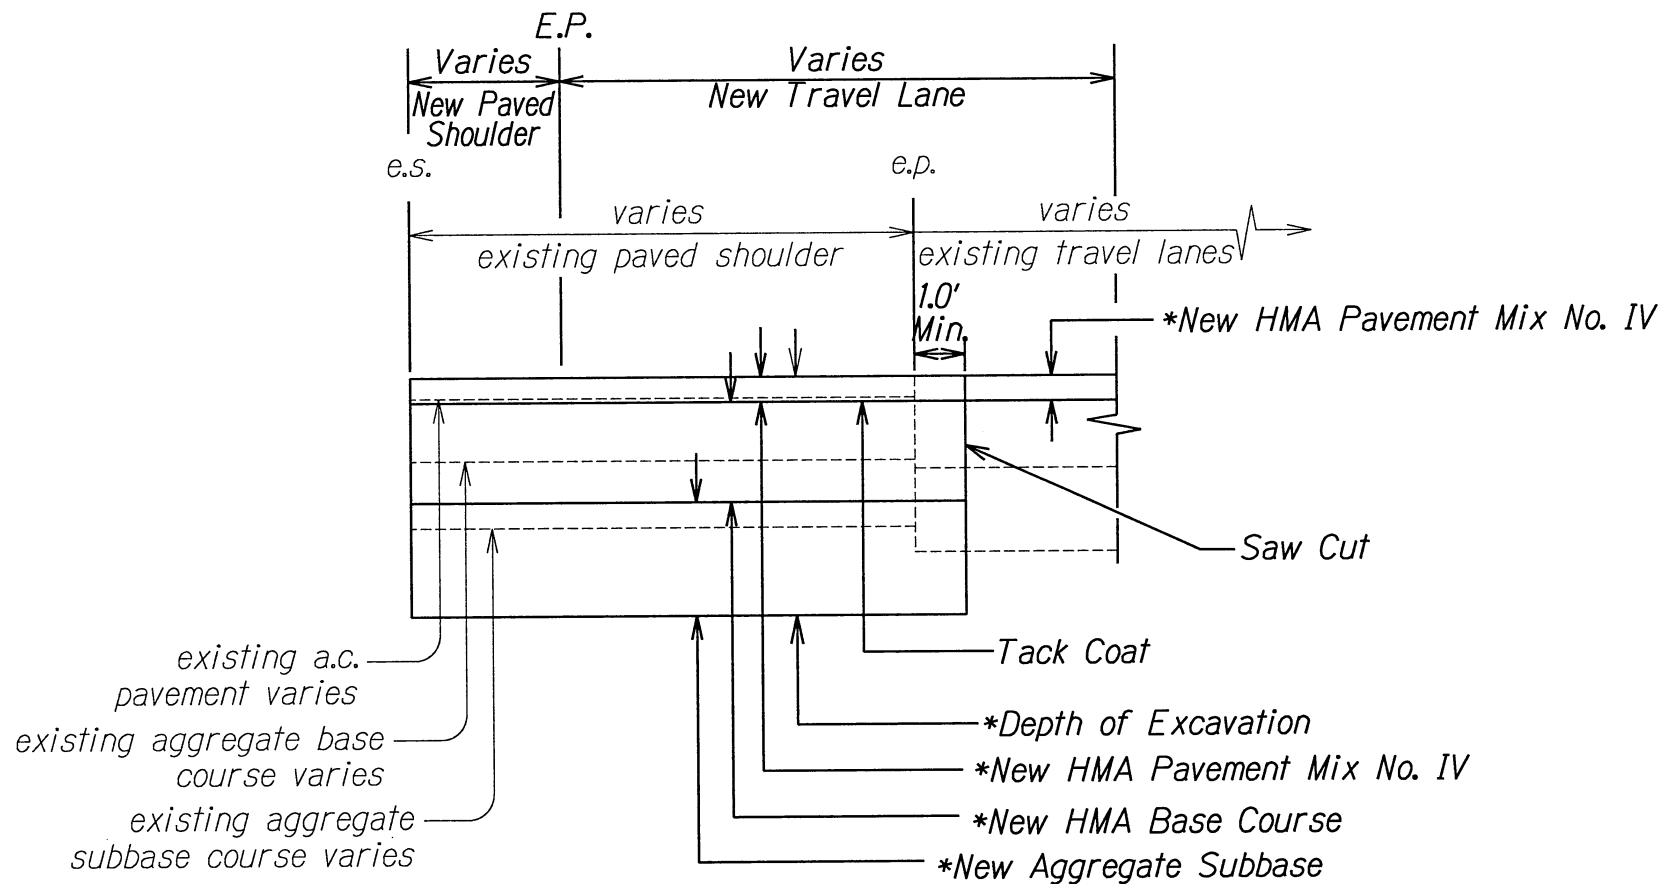 E.P.
Varies
Varies
New Paved
Shoulder
New Travel Lane
e.s.
e.p.
varies
varies
existing paved shoulder
existing travel lanes
1.0'
Min.
*New HMA Pavement Mix No. IV
Saw Cut
existing a.c.
pavement varies
Tack Coat
existing aggregate base
course varies
*Depth of Excavation
*New HMA Pavement Mix No. IV
existing aggregate
subbase course varies
*New HMA Base Course
*New Aggregate Subbase